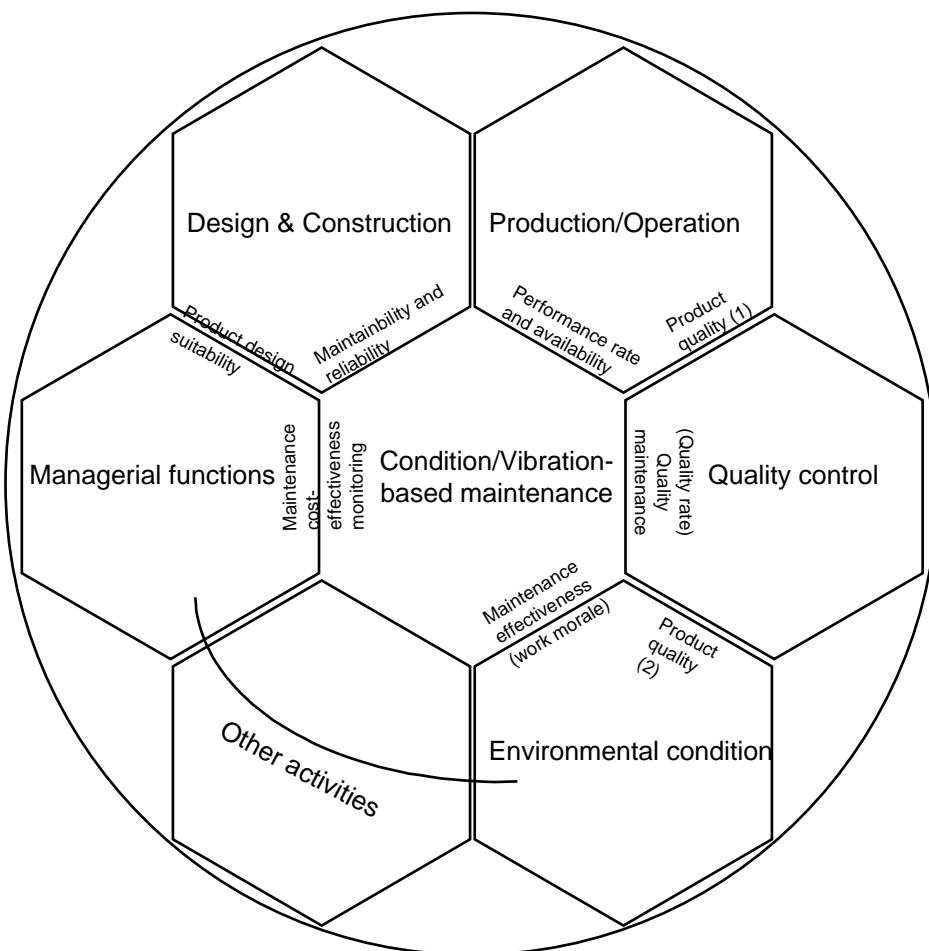 Design & Construction
Production/Operation
Product design
suitability
Maintainbility and
reliability
Performance rate
and availability
Product
quality (1)
Managerial functions
Maintenance
cost-
effectiveness
monitoring
Condition/Vibration-
based maintenance
(Quality rate)
Quality
maintenance
Quality control
Maintenance
effectiveness
(work morale)
Product
quality
(2)
Other activities
Environmental condition